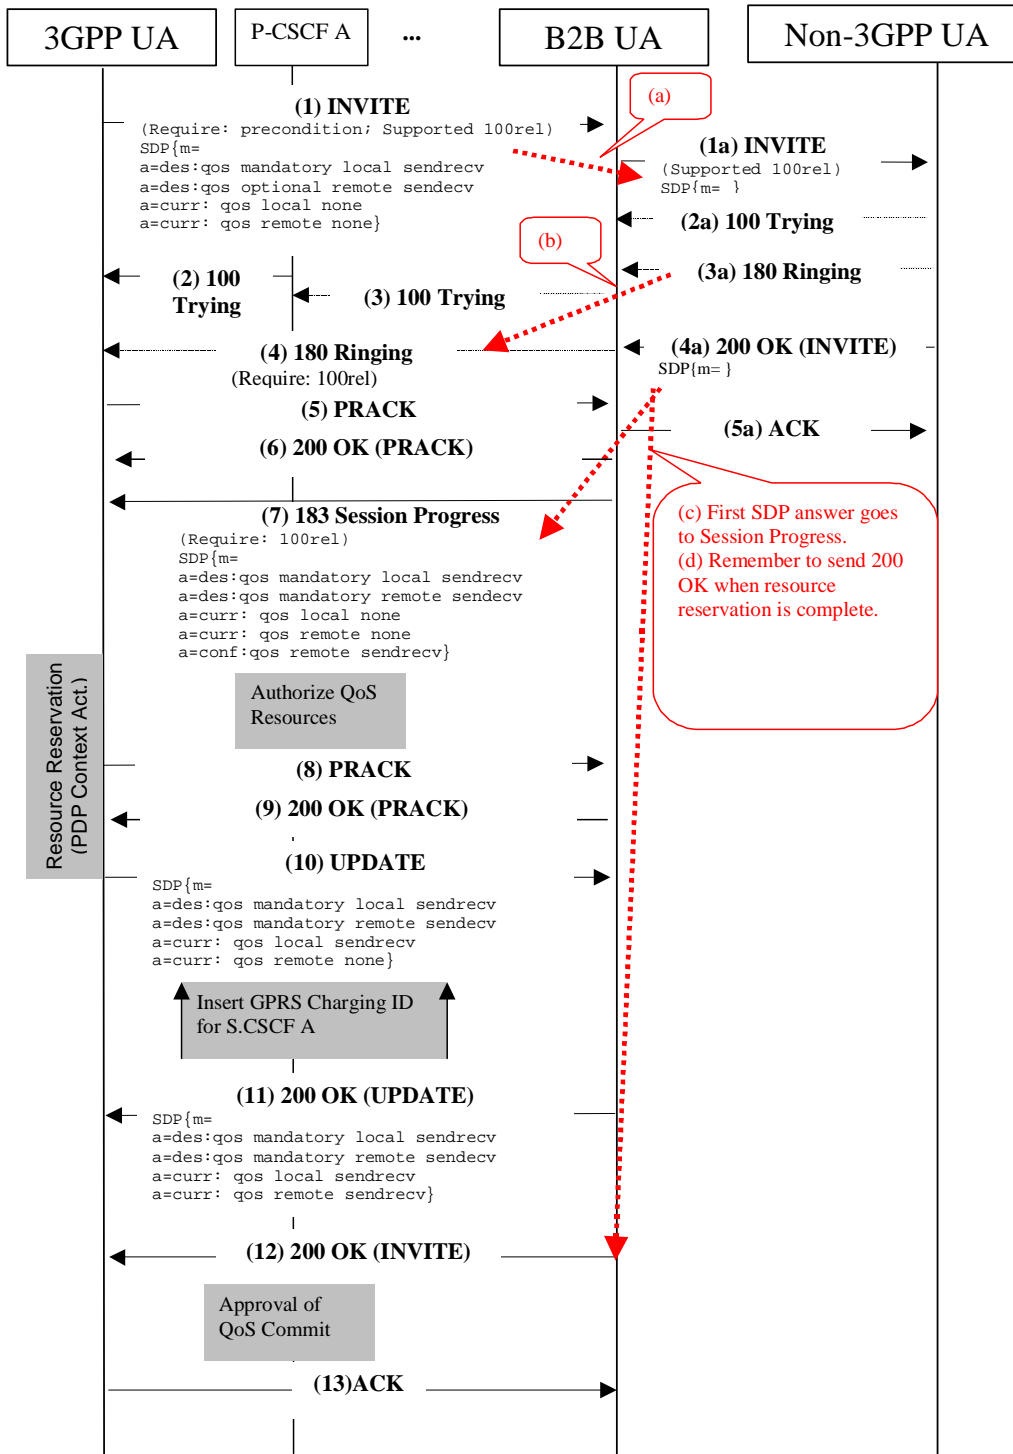 3GPP UA
P-CSCF A
...
B2B UA
Non-3GPP UA
(a)
(1) INVITE
(Require: precondition; Supported 100rel)
SDP{m=
a=des:qos mandatory local sendrecv
a=des:qos optional remote sendecv
a=curr: qos local none
a=curr: qos remote none}
(1a) INVITE
(Supported 100rel)
SDP{m= }
(2a) 100 Trying
(b)
(3a) 180 Ringing
(2) 100
Trying
(3) 100 Trying
(4) 180 Ringing
(Require: 100rel)
(4a) 200 OK (INVITE)
SDP{m= }
(5) PRACK
(5a) ACK
(6) 200 OK (PRACK)
(7) 183 Session Progress
(Require: 100rel)
SDP{m=
a=des:qos mandatory local sendrecv
a=des:qos mandatory remote sendecv
a=curr: qos local none
a=curr: qos remote none
a=conf:qos remote sendrecv}
(c) First SDP answer goes
to Session Progress.
(d) Remember to send 200
OK when resource
reservation is complete.
Resource Reservation
(PDP Context Act.)
Authorize QoS
Resources
(8) PRACK
(9) 200 OK (PRACK)
(10) UPDATE
SDP{m=
a=des:qos mandatory local sendrecv
a=des:qos mandatory remote sendrecv
a=curr: qos local sendrecv
a=curr: qos remote none}
Insert GPRS Charging ID
for S.CSCF A
(11) 200 OK (UPDATE)
SDP{m=
a=des:qos mandatory local sendrecv
a=des:qos mandatory remote sendecv
a=curr: qos local sendrecv
a=curr: qos remote sendrecv}
(12) 200 OK (INVITE)
Approval of
QoS Commit
(13)ACK